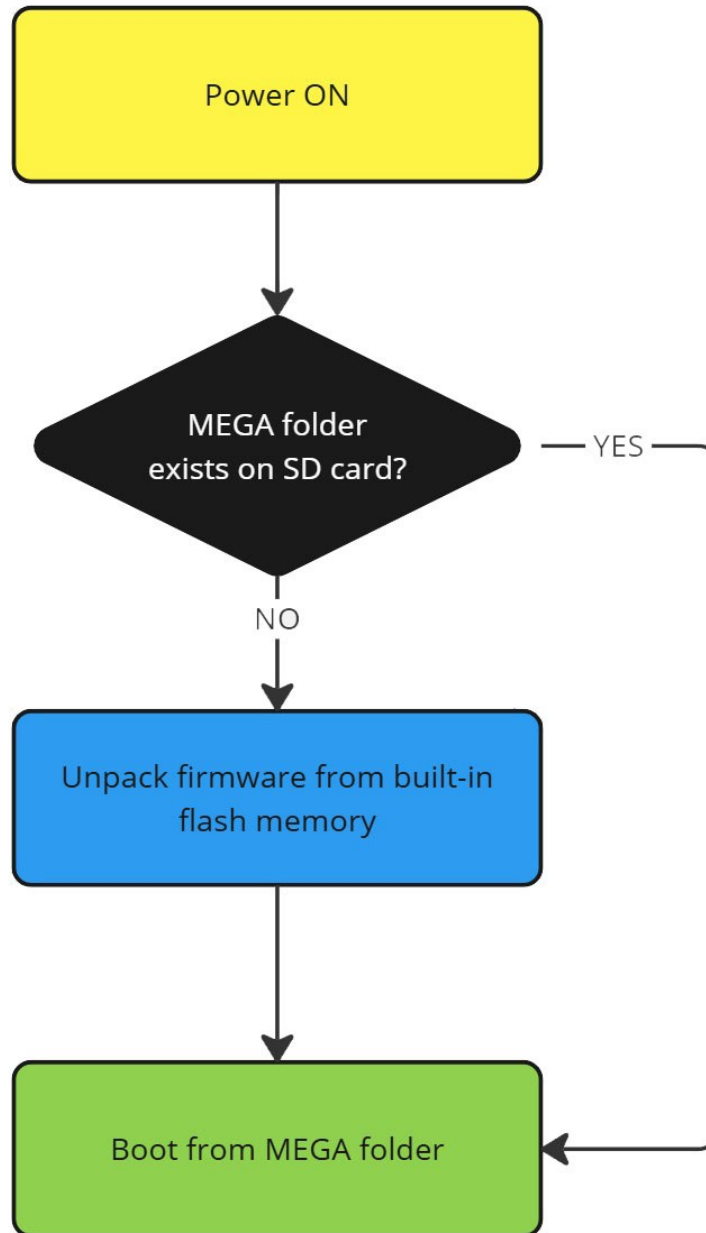 Power ON
MEGA folder
exists on SD card?
YES
NO
Unpack firmware from built-in
flash memory
Boot from MEGA folder